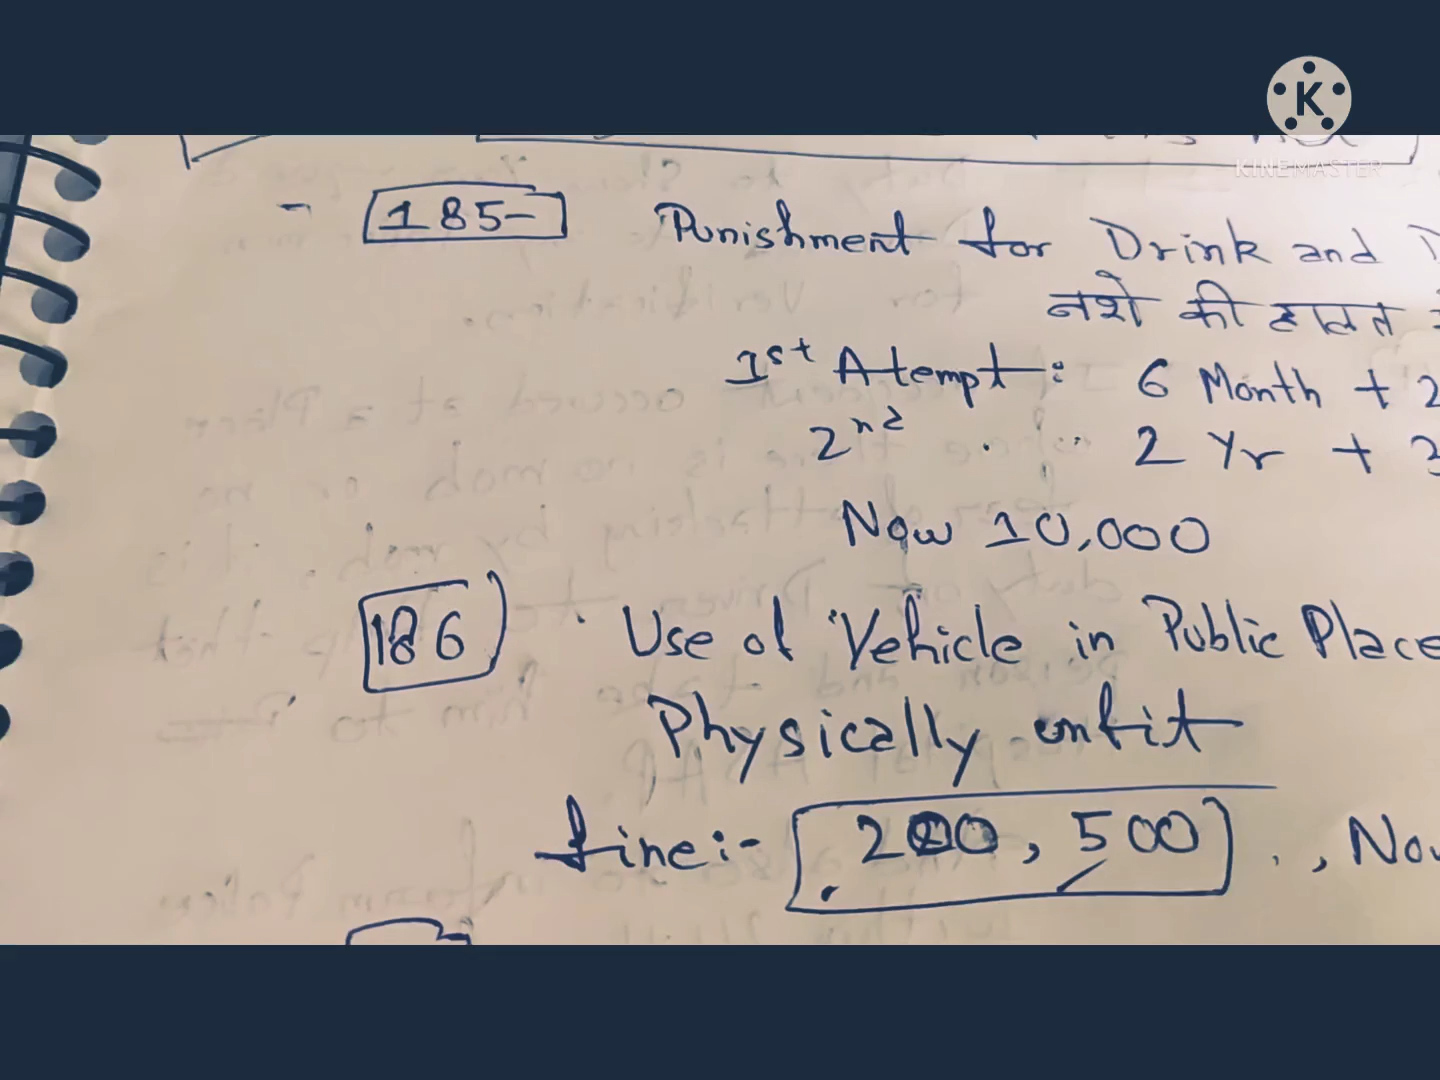 K
KINEMASTER
- 185- Punishment for Drink and
नशे की हालत
1st Atempt: 6 Month + 2
2nd . .. 2 Yr + 3
Now 10,000
186 . Use of Vehicle in Public Place
Physically unfit
fine:- 200, 500 . , Now